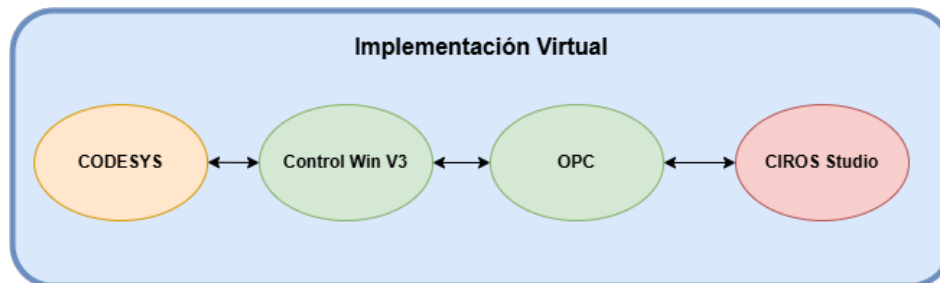 Implementación Virtual
CODESYS
Control Win V3
OPC
CIROS Studio